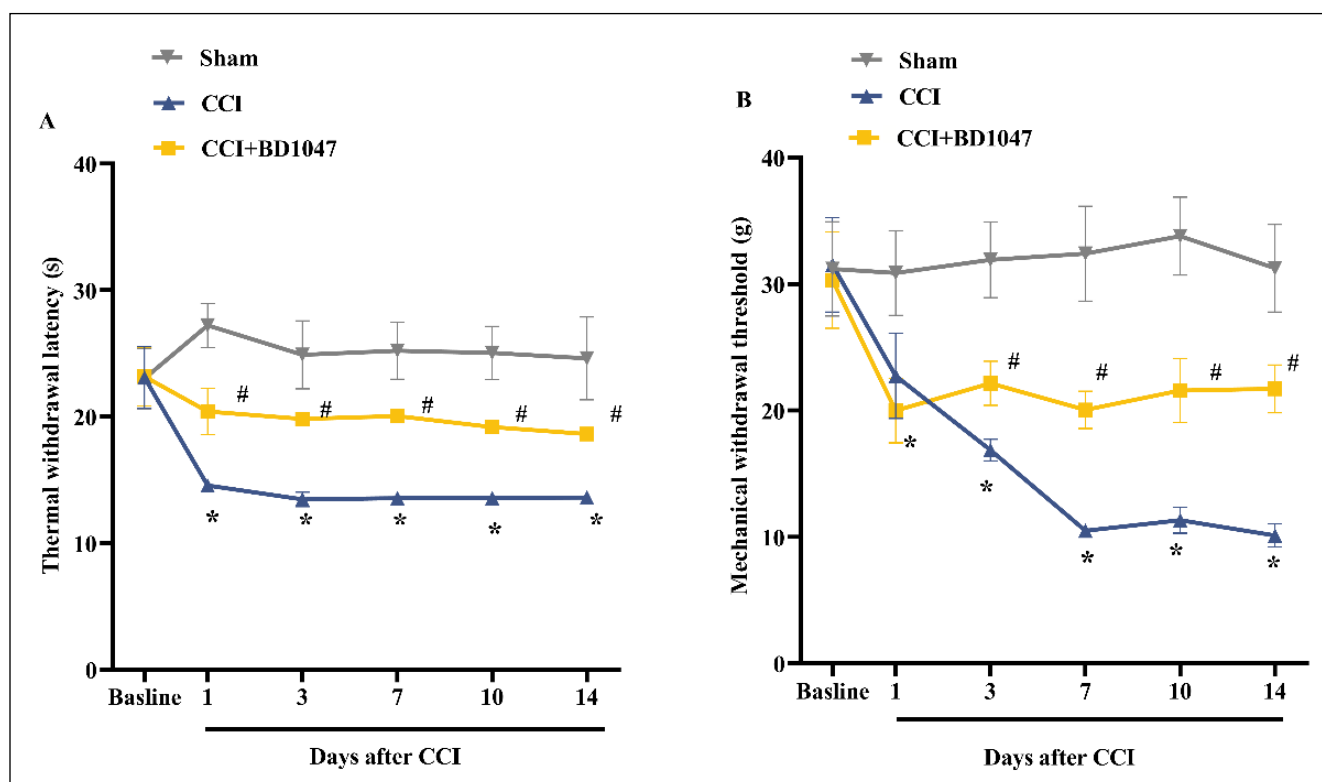 A
Sham
CCI
CCI+BD1047
Thermal withdrawal latency (s)
40
30
20
10
0
#
#
#
#
#
*
*
*
*
*
Basline
1
3
7
10
14
Days after CCI
B
Sham
CCI
CCI+BD1047
Mechanical withdrawal threshold (g)
40
30
20
10
0
#
#
#
#
*
*
*
*
*
Basline
1
3
7
10
14
Days after CCI